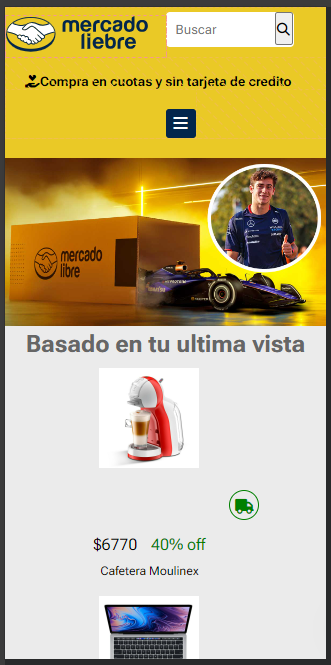 mercado
liebre
Buscar
Compra en cuotas y sin tarjeta de credito
mercado
libre
Basado en tu ultima vista
$6770 40% off
Cafetera Moulinex